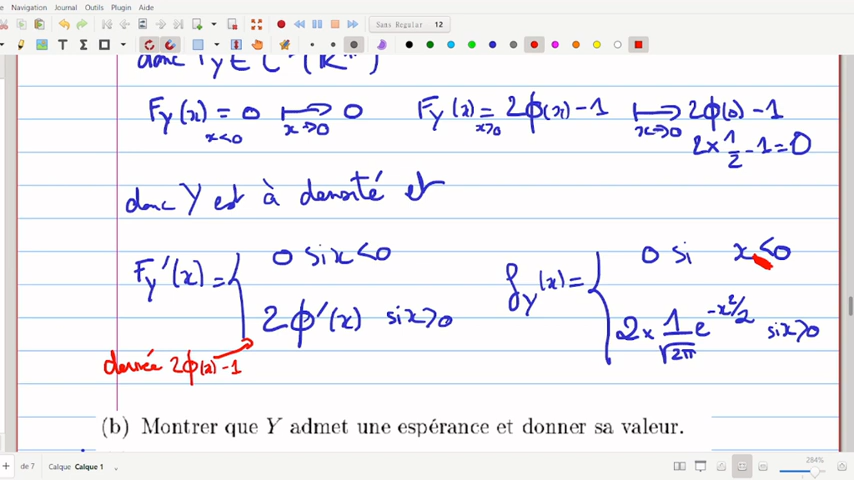 Navigation Journal Outils Plugin Aide
Sans Regular 12
donc F_Y ∈
F_Y(x) = 0 ⟼ 0 F_Y(x) = 2ϕ(x) - 1 ⟼ 2ϕ(0) - 1
x<0 x→0 x>0 x→0 2 × 1/2 - 1 = 0
donc Y est à densité et
F_Y'(x) = { 0 si x < 0 f_Y(x) = { 0 si x ≤ 0
2ϕ'(x) si x > 0 2 × 1/√2π e^{-x²/2} si x > 0
dérivée 2ϕ(x) - 1
(b) Montrer que Y admet une espérance et donner sa valeur.
de 7 Calque Calque 1 284%